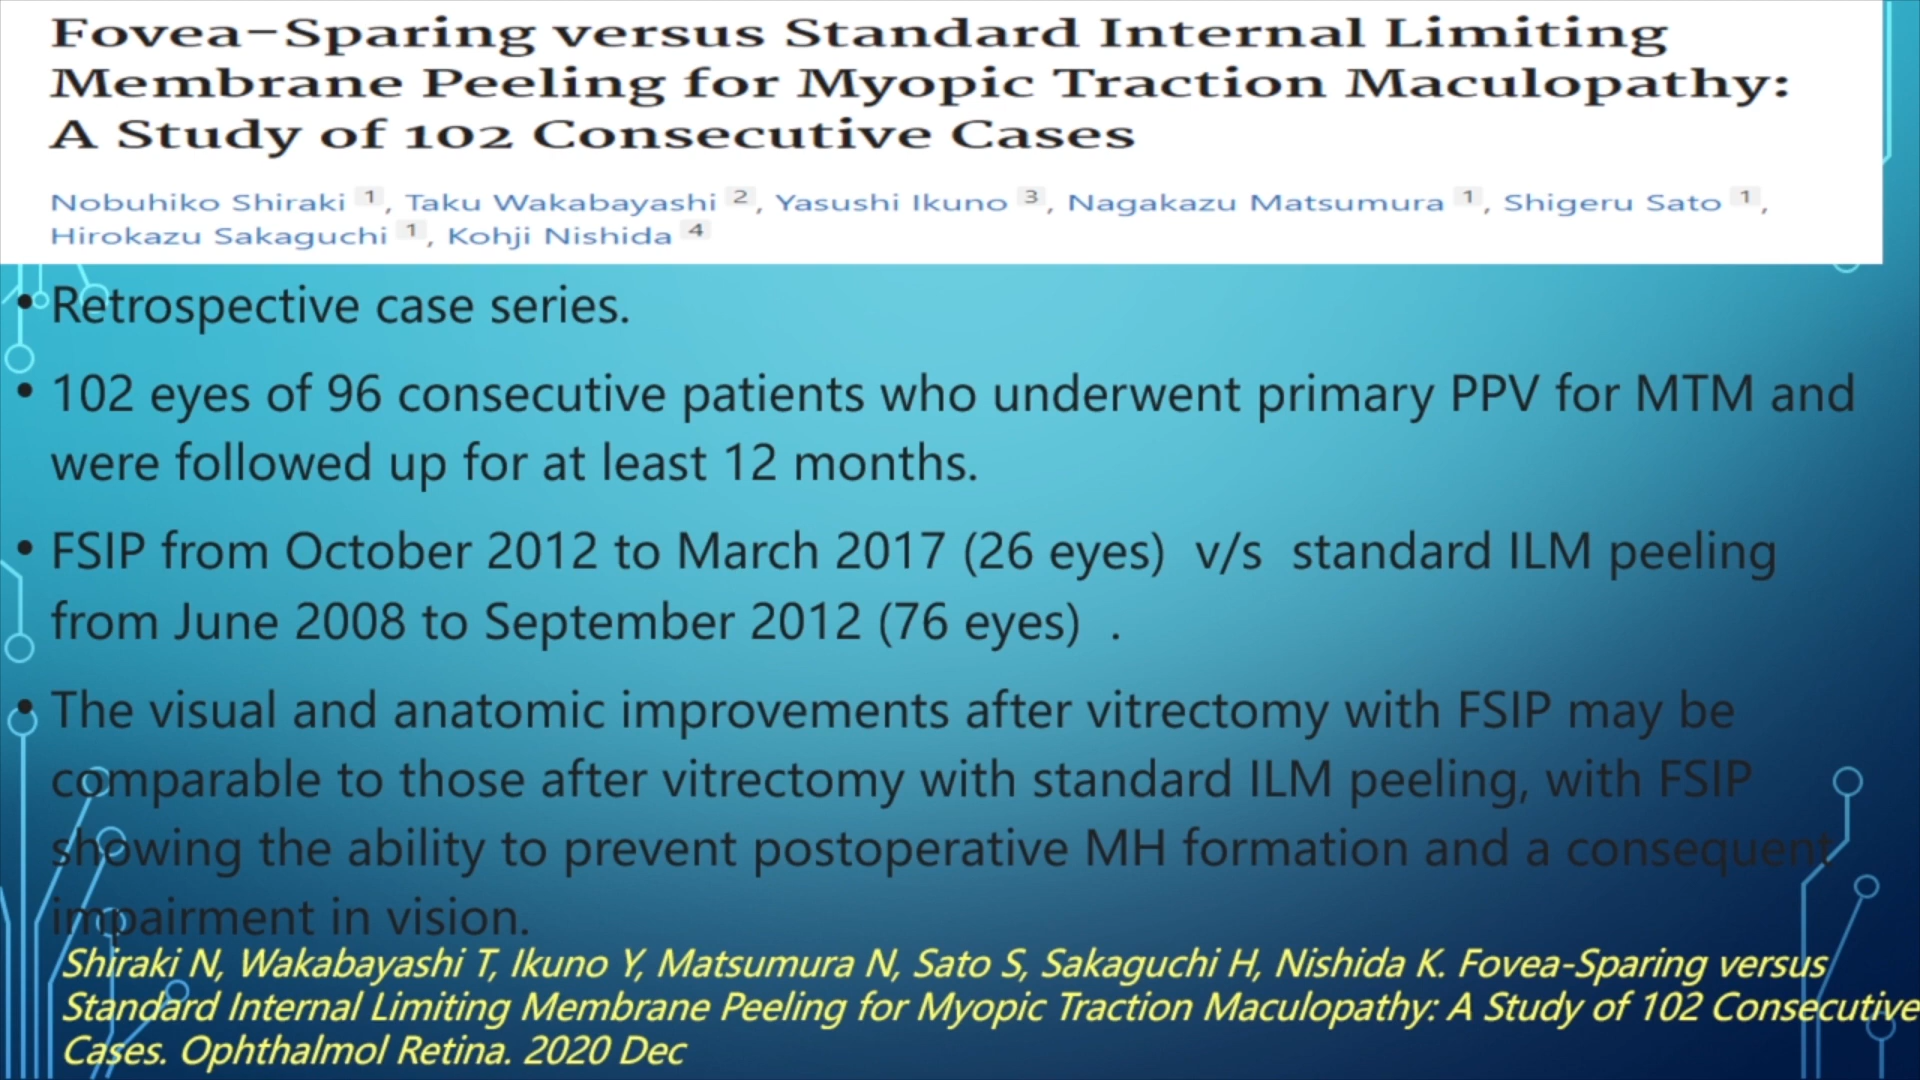 Fovea-Sparing versus Standard Internal Limiting
Membrane Peeling for Myopic Traction Maculopathy:
A Study of 102 Consecutive Cases
Nobuhiko Shiraki 1, Taku Wakabayashi 2, Yasushi Ikuno 3, Nagakazu Matsumura 1, Shigeru Sato 1,
Hirokazu Sakaguchi 1, Kohji Nishida 4
• Retrospective case series.
• 102 eyes of 96 consecutive patients who underwent primary PPV for MTM and
were followed up for at least 12 months.
• FSIP from October 2012 to March 2017 (26 eyes) v/s standard ILM peeling
from June 2008 to September 2012 (76 eyes) .
• The visual and anatomic improvements after vitrectomy with FSIP may be
comparable to those after vitrectomy with standard ILM peeling, with FSIP
showing the ability to prevent postoperative MH formation and a consequent
impairment in vision.
Shiraki N, Wakabayashi T, Ikuno Y, Matsumura N, Sato S, Sakaguchi H, Nishida K. Fovea-Sparing versus
Standard Internal Limiting Membrane Peeling for Myopic Traction Maculopathy: A Study of 102 Consecutive
Cases. Ophthalmol Retina. 2020 Dec